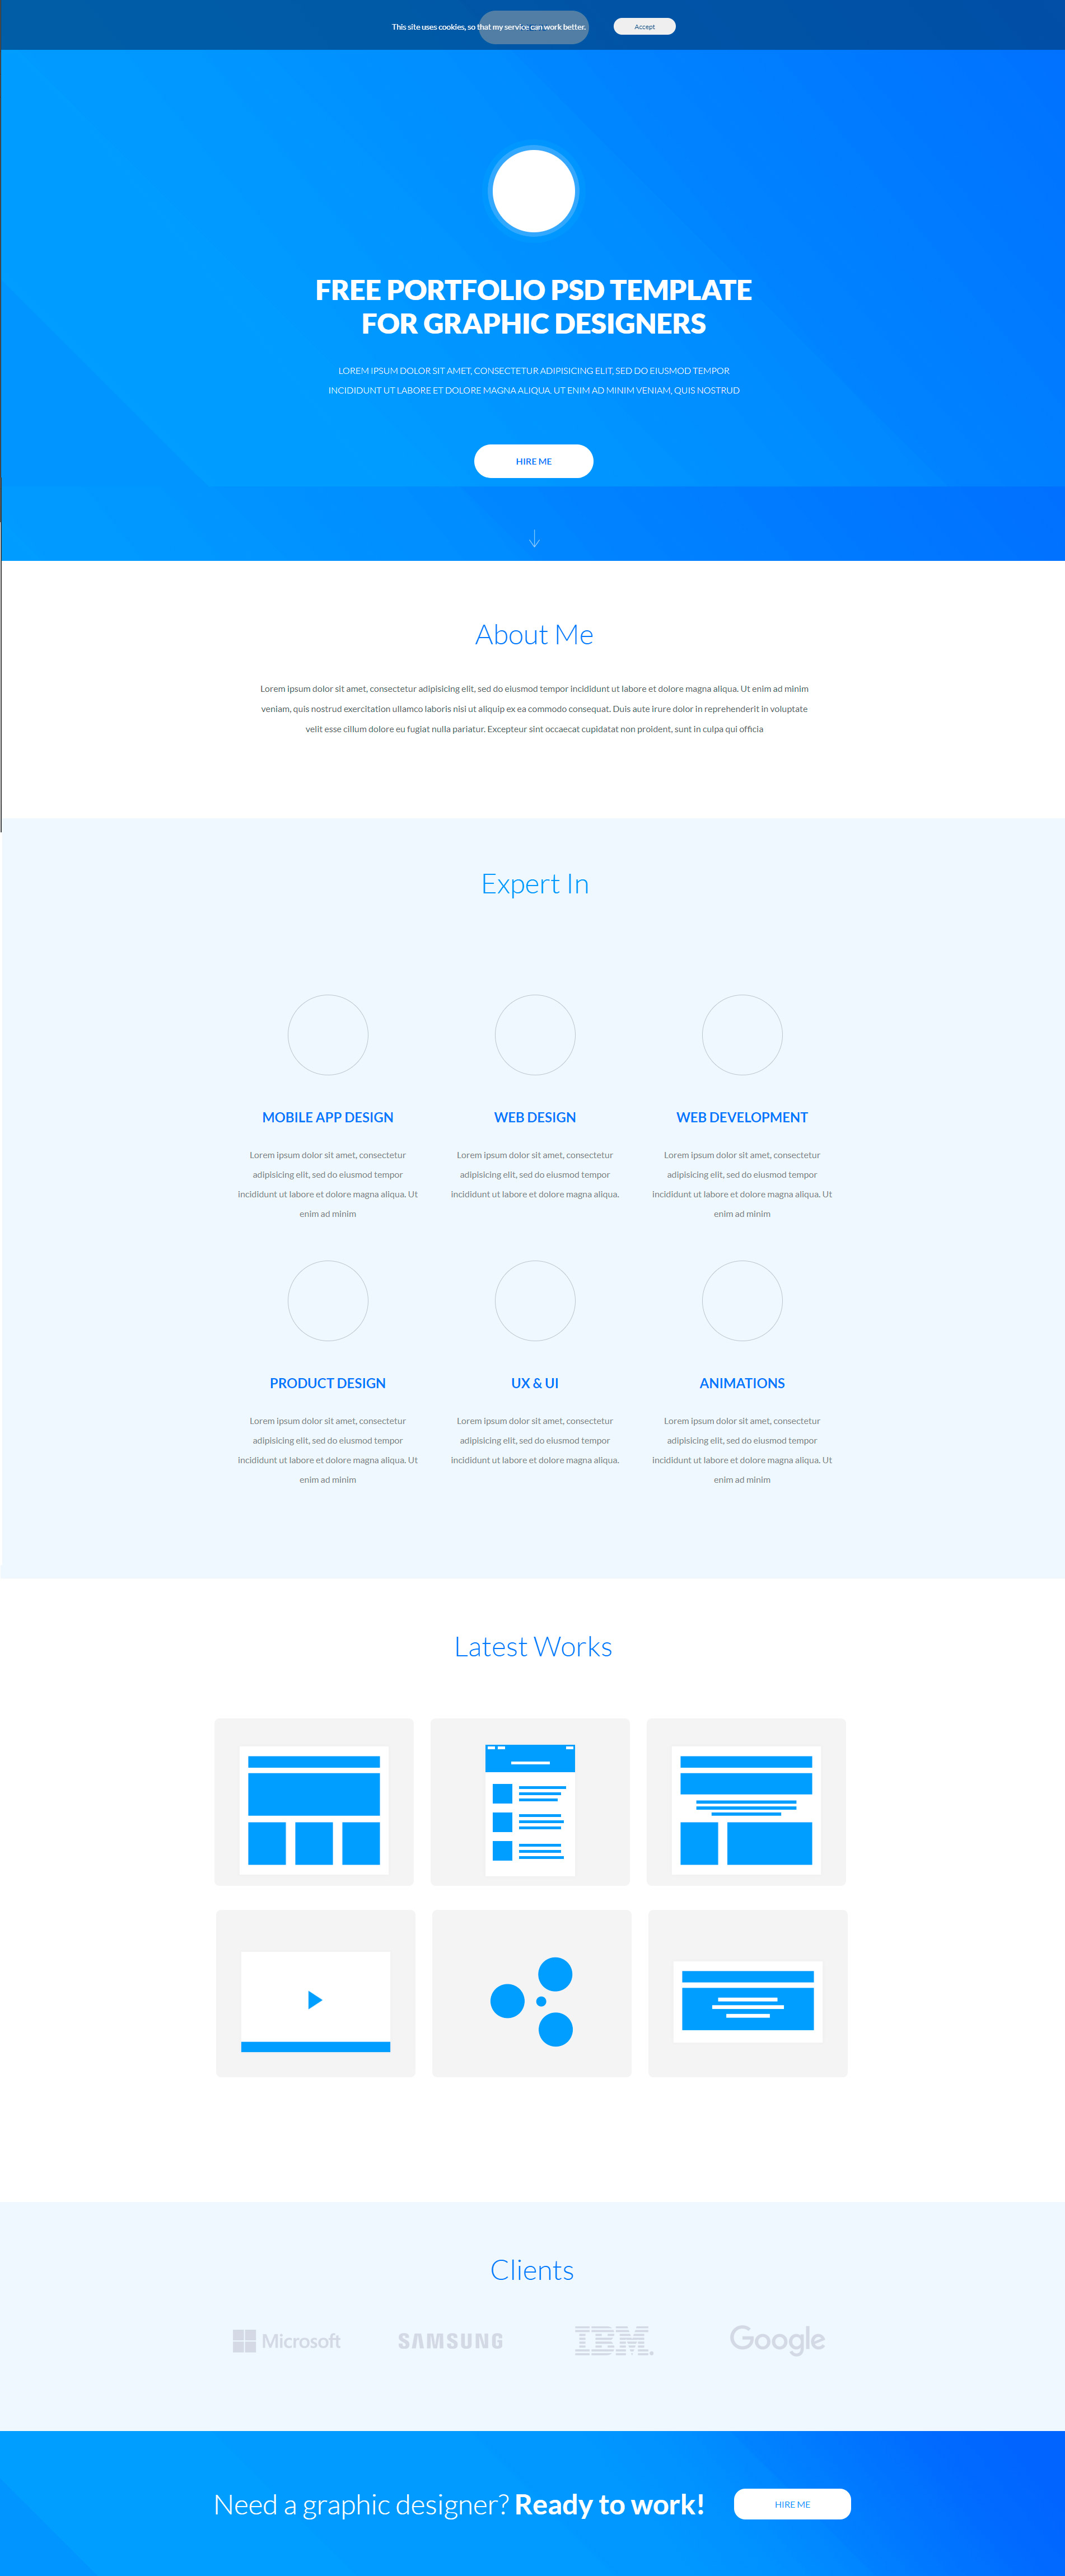 This site uses cookies, so that my service can work better.
Accept
FREE PORTFOLIO PSD TEMPLATE
FOR GRAPHIC DESIGNERS
LOREM IPSUM DOLOR SIT AMET, CONSECTETUR ADIPISICING ELIT, SED DO EIUSMOD TEMPOR
INCIDIDUNT UT LABORE ET DOLORE MAGNA ALIQUA. UT ENIM AD MINIM VENIAM, QUIS NOSTRUD
HIRE ME
About Me
Lorem ipsum dolor sit amet, consectetur adipisicing elit, sed do eiusmod tempor incididunt ut labore et dolore magna aliqua. Ut enim ad minim
veniam, quis nostrud exercitation ullamco laboris nisi ut aliquip ex ea commodo consequat. Duis aute irure dolor in reprehenderit in voluptate
velit esse cillum dolore eu fugiat nulla pariatur. Excepteur sint occaecat cupidatat non proident, sunt in culpa qui officia
Expert In
MOBILE APP DESIGN
Lorem ipsum dolor sit amet, consectetur
adipisicing elit, sed do eiusmod tempor
incididunt ut labore et dolore magna aliqua. Ut
enim ad minim
WEB DESIGN
Lorem ipsum dolor sit amet, consectetur
adipisicing elit, sed do eiusmod tempor
incididunt ut labore et dolore magna aliqua.
WEB DEVELOPMENT
Lorem ipsum dolor sit amet, consectetur
adipisicing elit, sed do eiusmod tempor
incididunt ut labore et dolore magna aliqua. Ut
enim ad minim
PRODUCT DESIGN
Lorem ipsum dolor sit amet, consectetur
adipisicing elit, sed do eiusmod tempor
incididunt ut labore et dolore magna aliqua. Ut
enim ad minim
UX & UI
Lorem ipsum dolor sit amet, consectetur
adipisicing elit, sed do eiusmod tempor
incididunt ut labore et dolore magna aliqua.
ANIMATIONS
Lorem ipsum dolor sit amet, consectetur
adipisicing elit, sed do eiusmod tempor
incididunt ut labore et dolore magna aliqua. Ut
enim ad minim
Latest Works
Clients
Microsoft
SAMSUNG
IBM
Google
Need a graphic designer? Ready to work!
HIRE ME